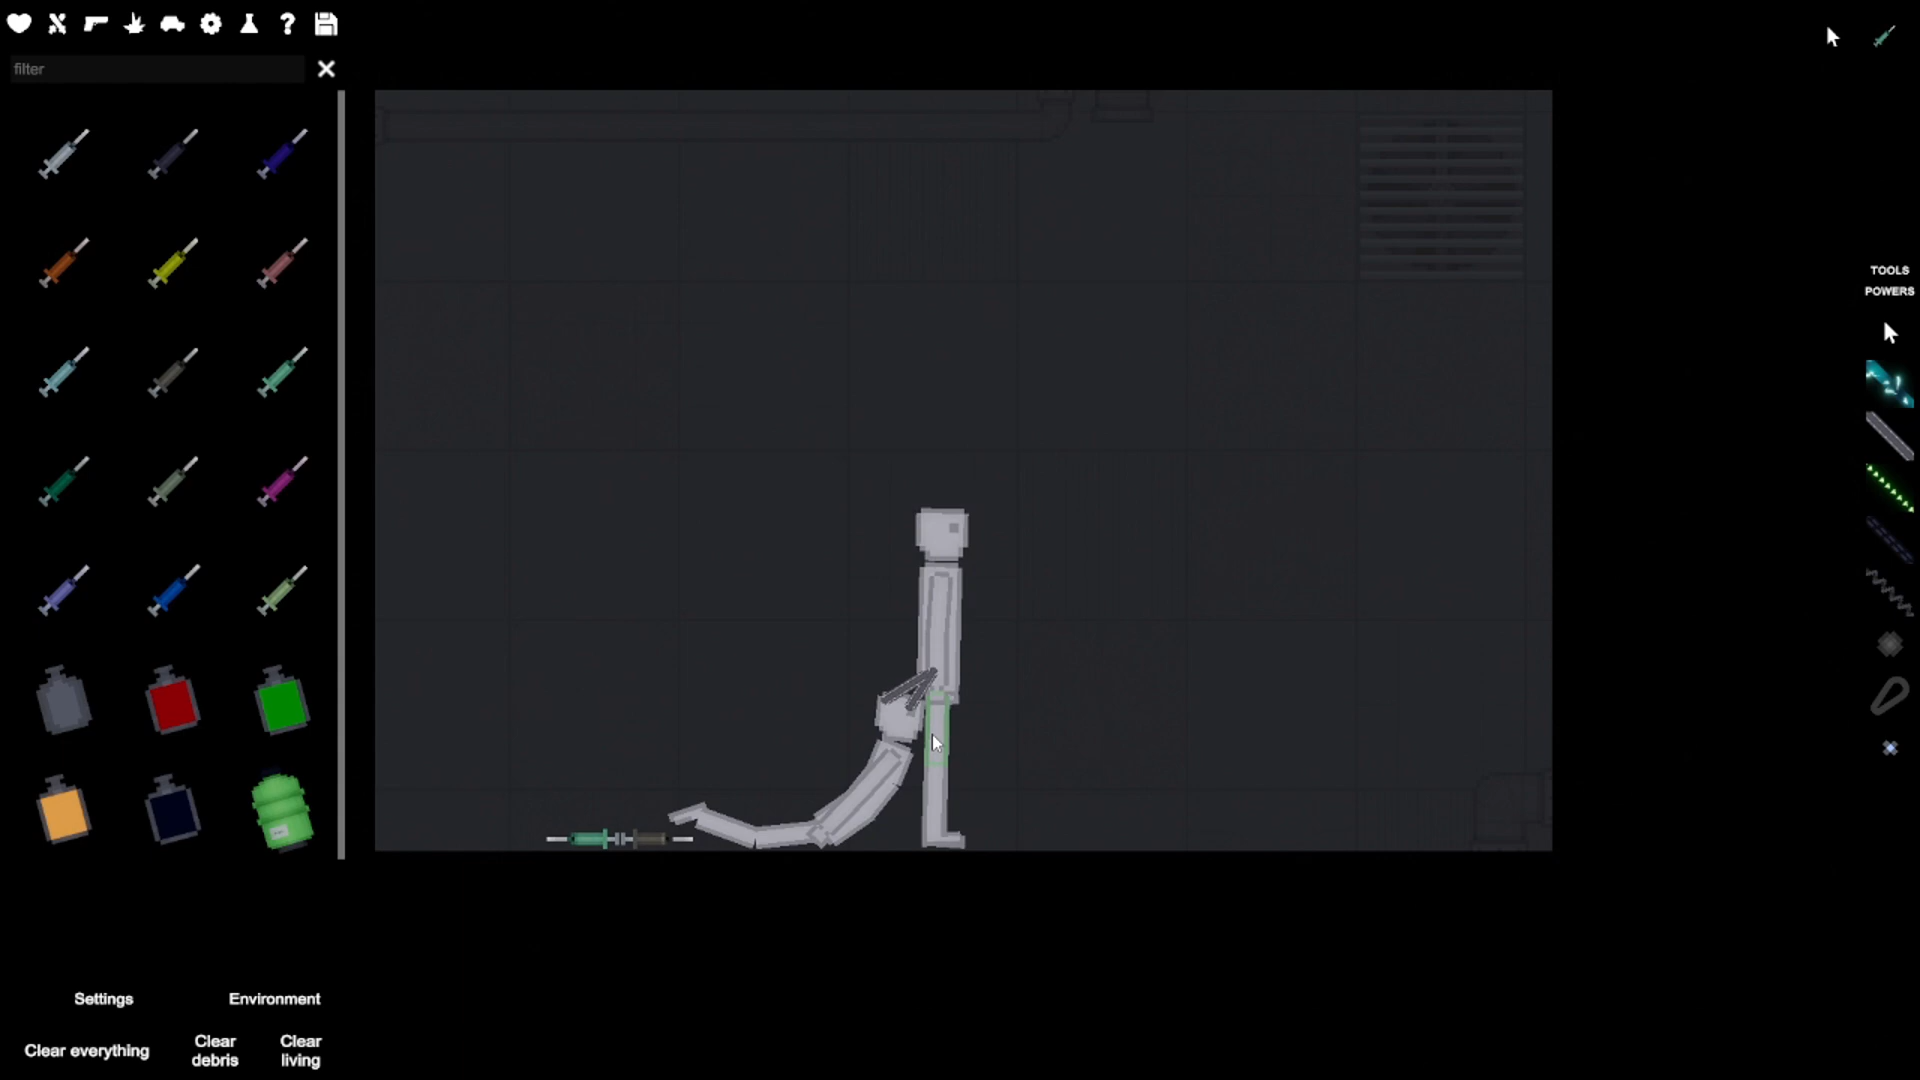 filter
TOOLS
POWERS
Settings
Environment
Clear everything
Clear
debris
Clear
living